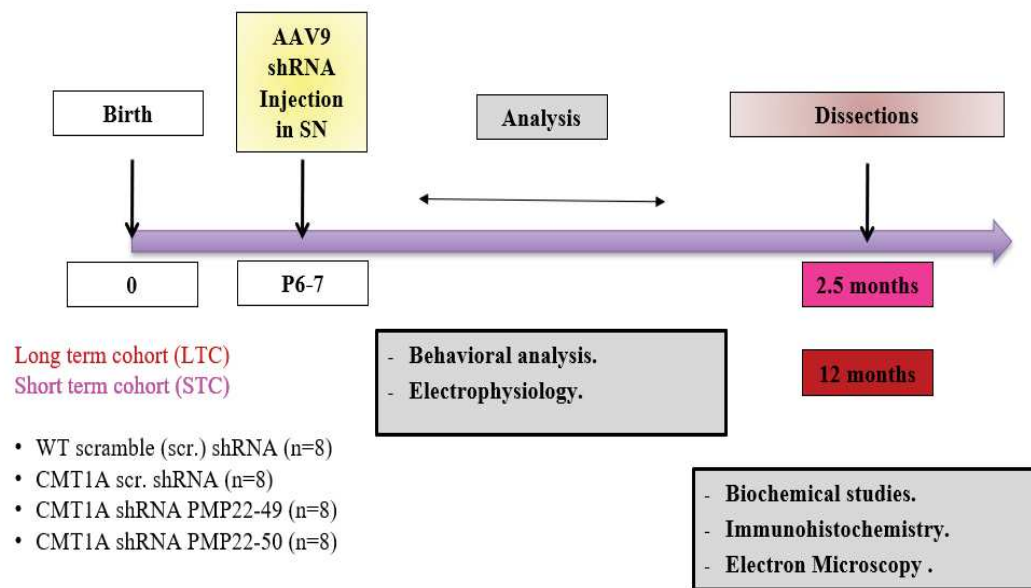 AAV9
shRNA
Injection
in SN
Birth
Analysis
Dissections
0
P6-7
2.5 months
12 months
Long term cohort (LTC)
Short term cohort (STC)
- Behavioral analysis.
- Electrophysiology.
• WT scramble (scr.) shRNA (n=8)
• CMT1A scr. shRNA (n=8)
• CMT1A shRNA PMP22-49 (n=8)
• CMT1A shRNA PMP22-50 (n=8)
- Biochemical studies.
- Immunohistochemistry.
- Electron Microscopy .